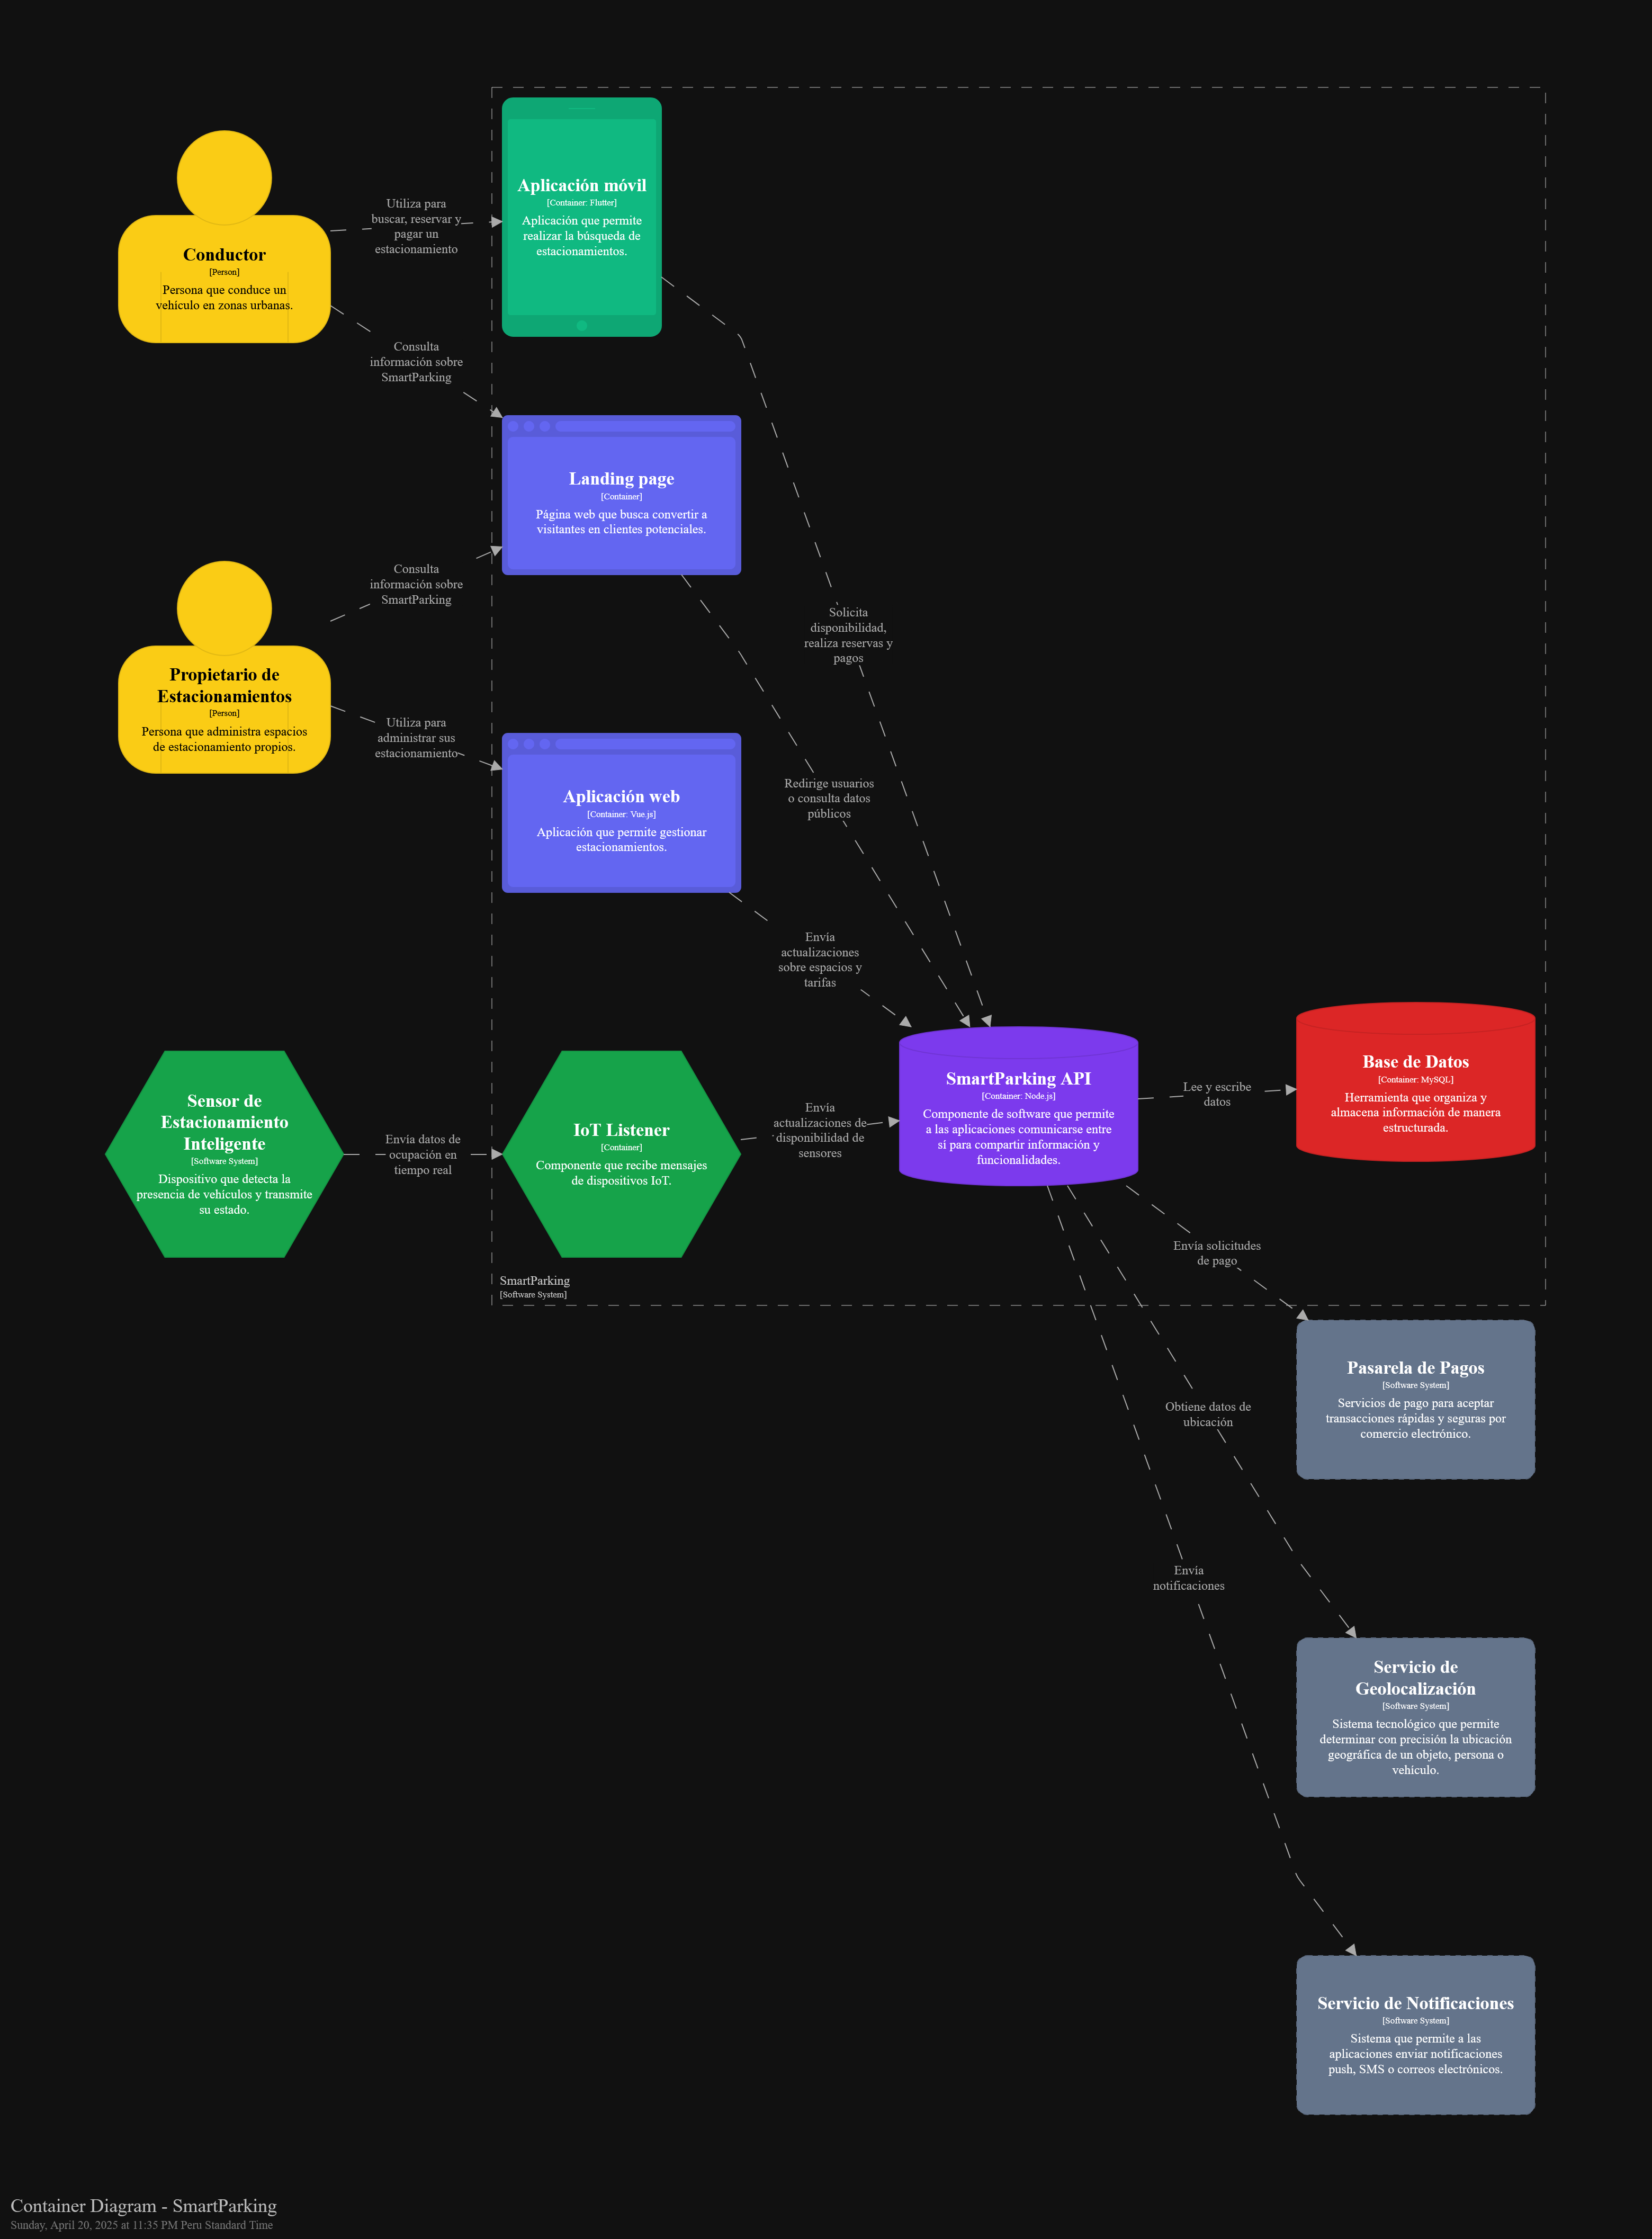 Conductor
[Person]
Persona que conduce un
vehículo en zonas urbanas.
Utiliza para
buscar, reservar y
pagar un
estacionamiento
Aplicación móvil
[Container: Flutter]
Aplicación que permite
realizar la búsqueda de
estacionamientos.
Consulta
información sobre
SmartParking
Landing page
[Container]
Página web que busca convertir a
visitantes en clientes potenciales.
Consulta
información sobre
SmartParking
Propietario de
Estacionamientos
[Person]
Persona que administra espacios
de estacionamiento propios.
Utiliza para
administrar sus
estacionamiento
Solicita
disponibilidad,
realiza reservas y
pagos
Redirige usuarios
o consulta datos
públicos
Aplicación web
[Container: Vue.js]
Aplicación que permite gestionar
estacionamientos.
Envía
actualizaciones
sobre espacios y
tarifas
Sensor de
Estacionamiento
Inteligente
[Software System]
Dispositivo que detecta la
presencia de vehículos y transmite
su estado.
Envía datos de
ocupación en
tiempo real
IoT Listener
[Container]
Componente que recibe mensajes
de dispositivos IoT.
Envía
actualizaciones de
disponibilidad de
sensores
SmartParking API
[Container: Node.js]
Componente de software que permite
a las aplicaciones comunicarse entre
si para compartir información y
funcionalidades.
Lee y escribe
datos
Base de Datos
[Container: MySQL]
Herramienta que organiza y
almacena información de manera
estructurada.
SmartParking
[Software System]
Envía solicitudes
de pago
Pasarela de Pagos
[Software System]
Servicios de pago para aceptar
transacciones rápidas y seguras por
comercio electrónico.
Obtiene datos de
ubicación
Envía
notificaciones
Servicio de
Geolocalización
[Software System]
Sistema tecnológico que permite
determinar con precisión la ubicación
geográfica de un objeto, persona o
vehículo.
Servicio de Notificaciones
[Software System]
Sistema que permite a las
aplicaciones enviar notificaciones
push, SMS o correos electrónicos.
Container Diagram - SmartParking
Sunday, April 20, 2025 at 11:35 PM Peru Standard Time